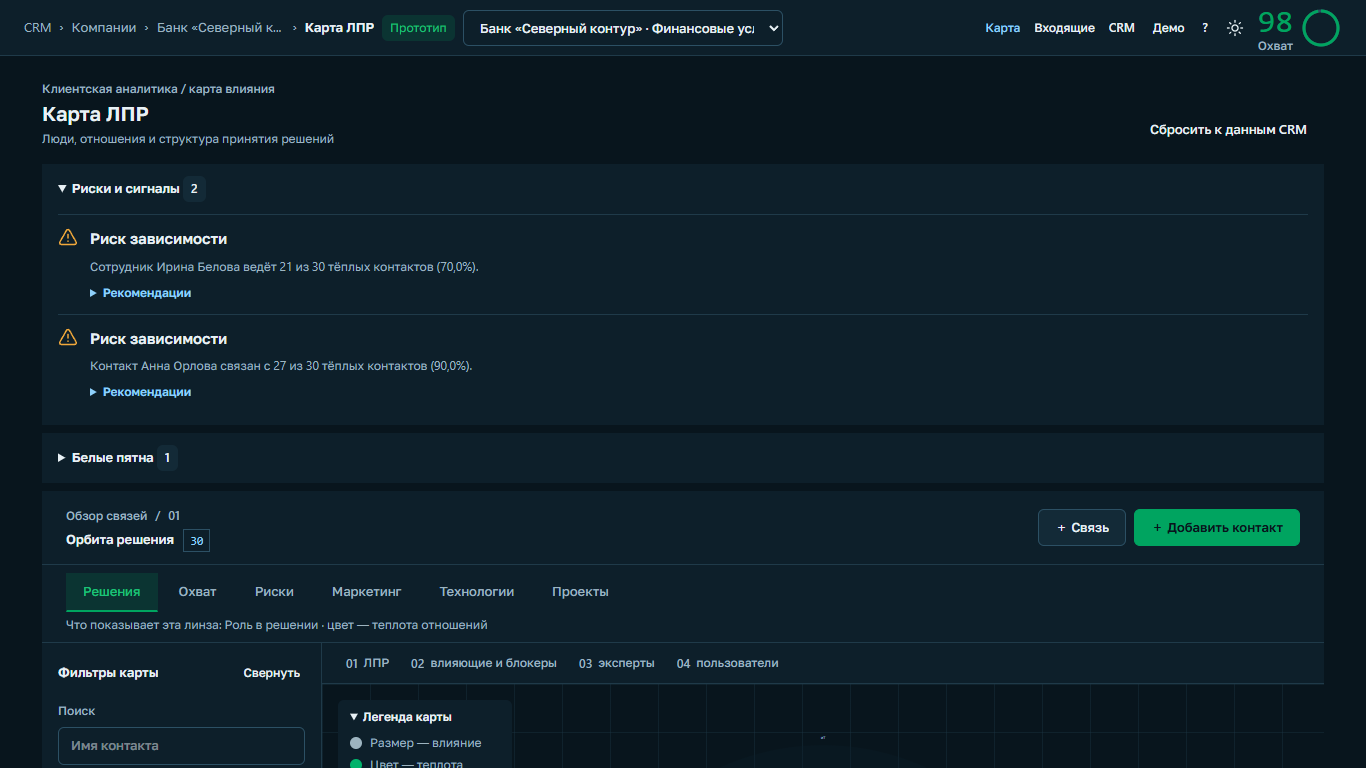 CRM › Компании › Банк «Северный к... › Карта ЛПР Прототип Банк «Северный контур» · Финансовые ус Карта Входящие CRM Демо ? 98
Охват
Клиентская аналитика / карта влияния
Карта ЛПР
Люди, отношения и структура принятия решений
Сбросить к данным CRM
Риски и сигналы 2
Риск зависимости
Сотрудник Ирина Белова ведёт 21 из 30 тёплых контактов (70,0%).
Рекомендации
Риск зависимости
Контакт Анна Орлова связан с 27 из 30 тёплых контактов (90,0%).
Рекомендации
Белые пятна 1
Обзор связей / 01
Орбита решения 30
+ Связь + Добавить контакт
Решения Охват Риски Маркетинг Технологии Проекты
Что показывает эта линза: Роль в решении · цвет — теплота отношений
Фильтры карты Свернуть
01 ЛПР 02 влияющие и блокеры 03 эксперты 04 пользователи
Поиск
Имя контакта
Легенда карты
Размер — влияние
Цвет — теплота